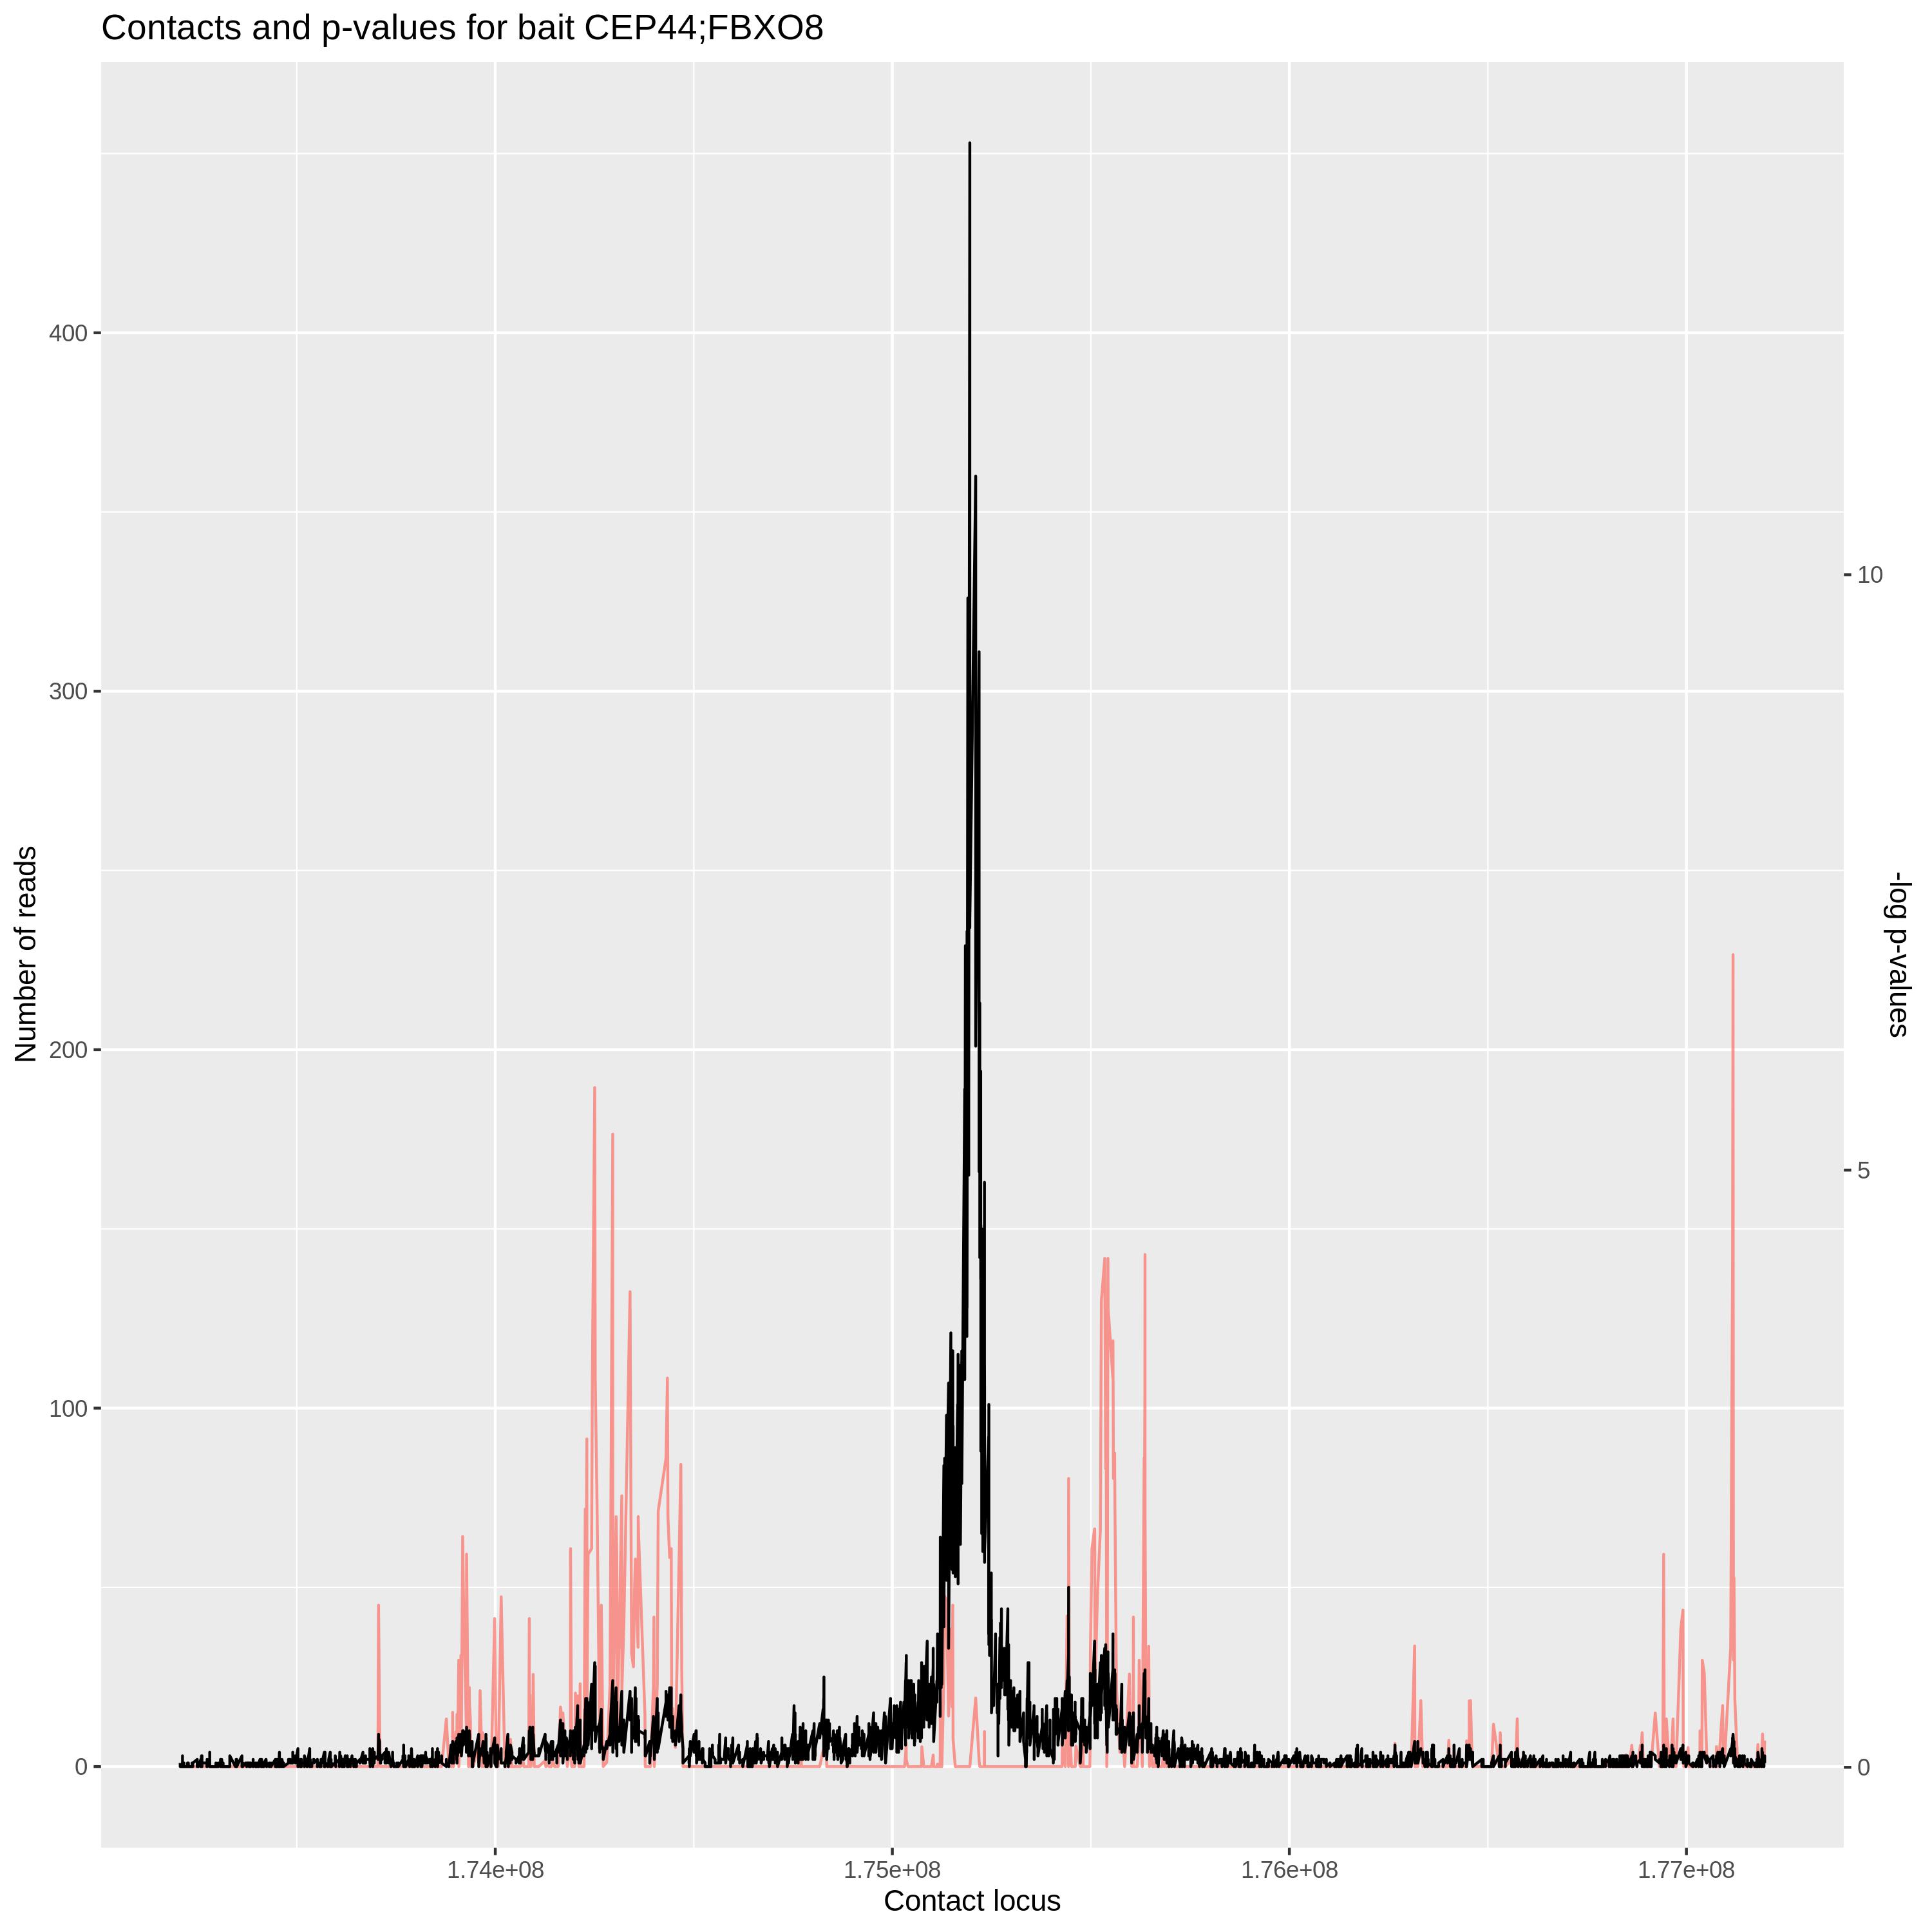 Contacts and p-values for bait CEP44;FBXO8
Number of reads
400
300
200
100
0
10
5
0
-log p-values
1.74e+08
1.75e+08
1.76e+08
1.77e+08
Contact locus